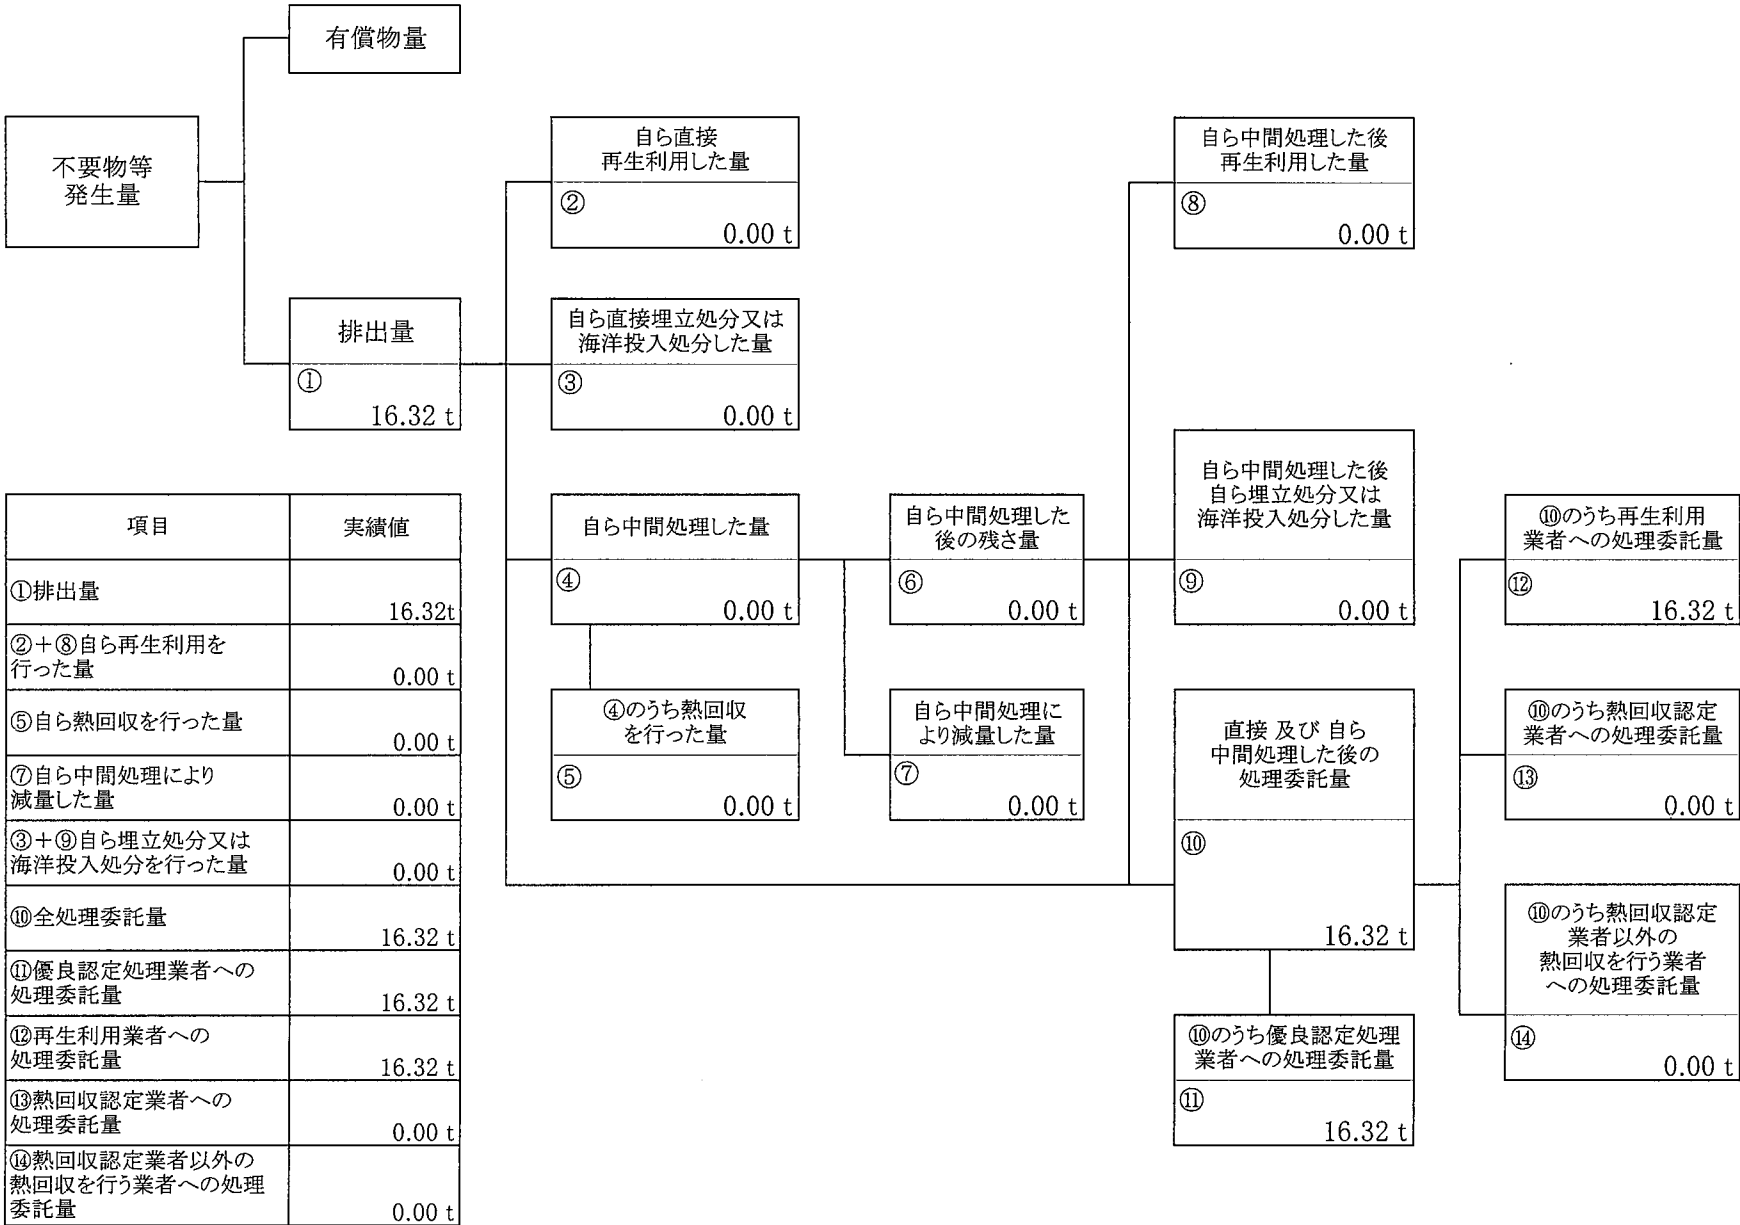 有償物量
不要物等
発生量
排出量
①
16.32 t
自ら直接
再生利用した量
②
0.00 t
自ら直接埋立処分又は
海洋投入処分した量
③
0.00 t
自ら中間処理した量
④
0.00 t
④のうち熱回収
を行った量
⑤
0.00 t
自ら中間処理した
後の残さ量
⑥
0.00 t
自ら中間処理に
より減量した量
⑦
0.00 t
自ら中間処理した後
再生利用した量
⑧
0.00 t
自ら中間処理した後
自ら埋立処分又は
海洋投入処分した量
⑨
0.00 t
直接 及び 自ら
中間処理した後の
処理委託量
⑩
16.32 t
⑩のうち優良認定処理
業者への処理委託量
⑪
16.32 t
⑩のうち再生利用
業者への処理委託量
⑫
16.32 t
⑩のうち熱回収認定
業者への処理委託量
⑬
0.00 t
⑩のうち熱回収認定
業者以外の
熱回収を行う業者
への処理委託量
⑭
0.00 t
項目 実績値
①排出量
16.32t
②+⑧自ら再生利用を
行った量
0.00 t
⑤自ら熱回収を行った量
0.00 t
⑦自ら中間処理により
減量した量
0.00 t
③+⑨自ら埋立処分又は
海洋投入処分を行った量
0.00 t
⑩全処理委託量
16.32 t
⑪優良認定処理業者への
処理委託量
16.32 t
⑫再生利用業者への
処理委託量
16.32 t
⑬熱回収認定業者への
処理委託量
0.00 t
⑭熱回収認定業者以外の
熱回収を行う業者への処理
委託量
0.00 t